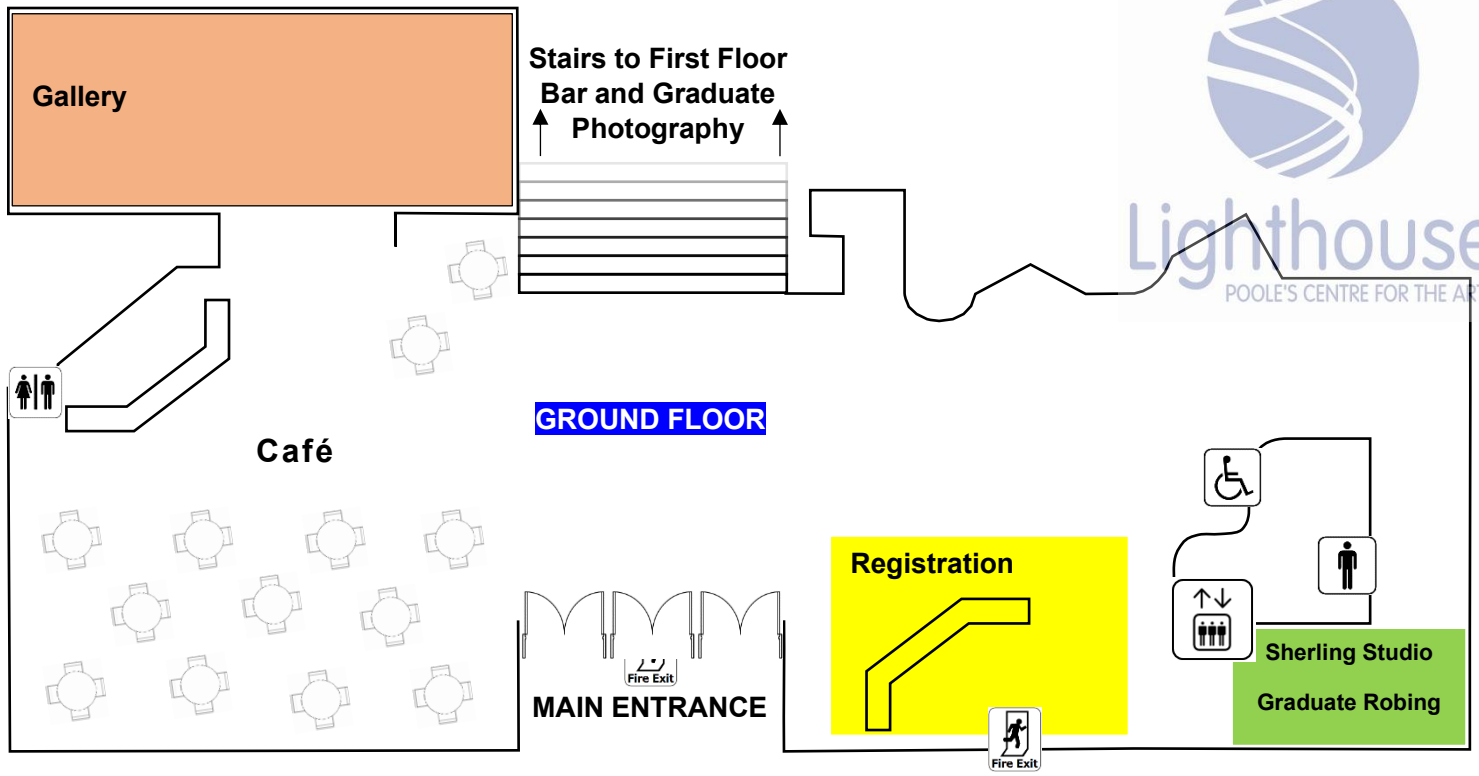 Gallery
Stairs to First Floor
Bar and Graduate
Photography
Lighthouse
POOLE'S CENTRE FOR THE
GROUND FLOOR
Café
Registration
Sherling Studio
Graduate Robing
Fire Exit
MAIN ENTRANCE
Fire Exit